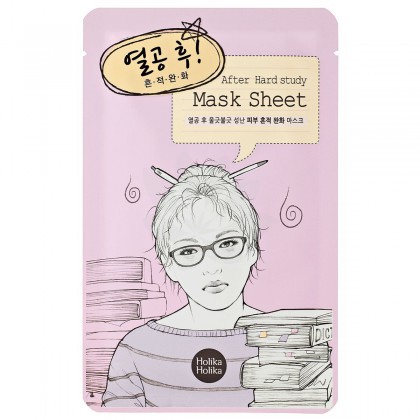 열공 후!
흔·적·완·화
After Hard study
Mask Sheet
열공 후 울긋불긋 성난 피부 흔적 완화 마스크
DICT
Holika
Holika